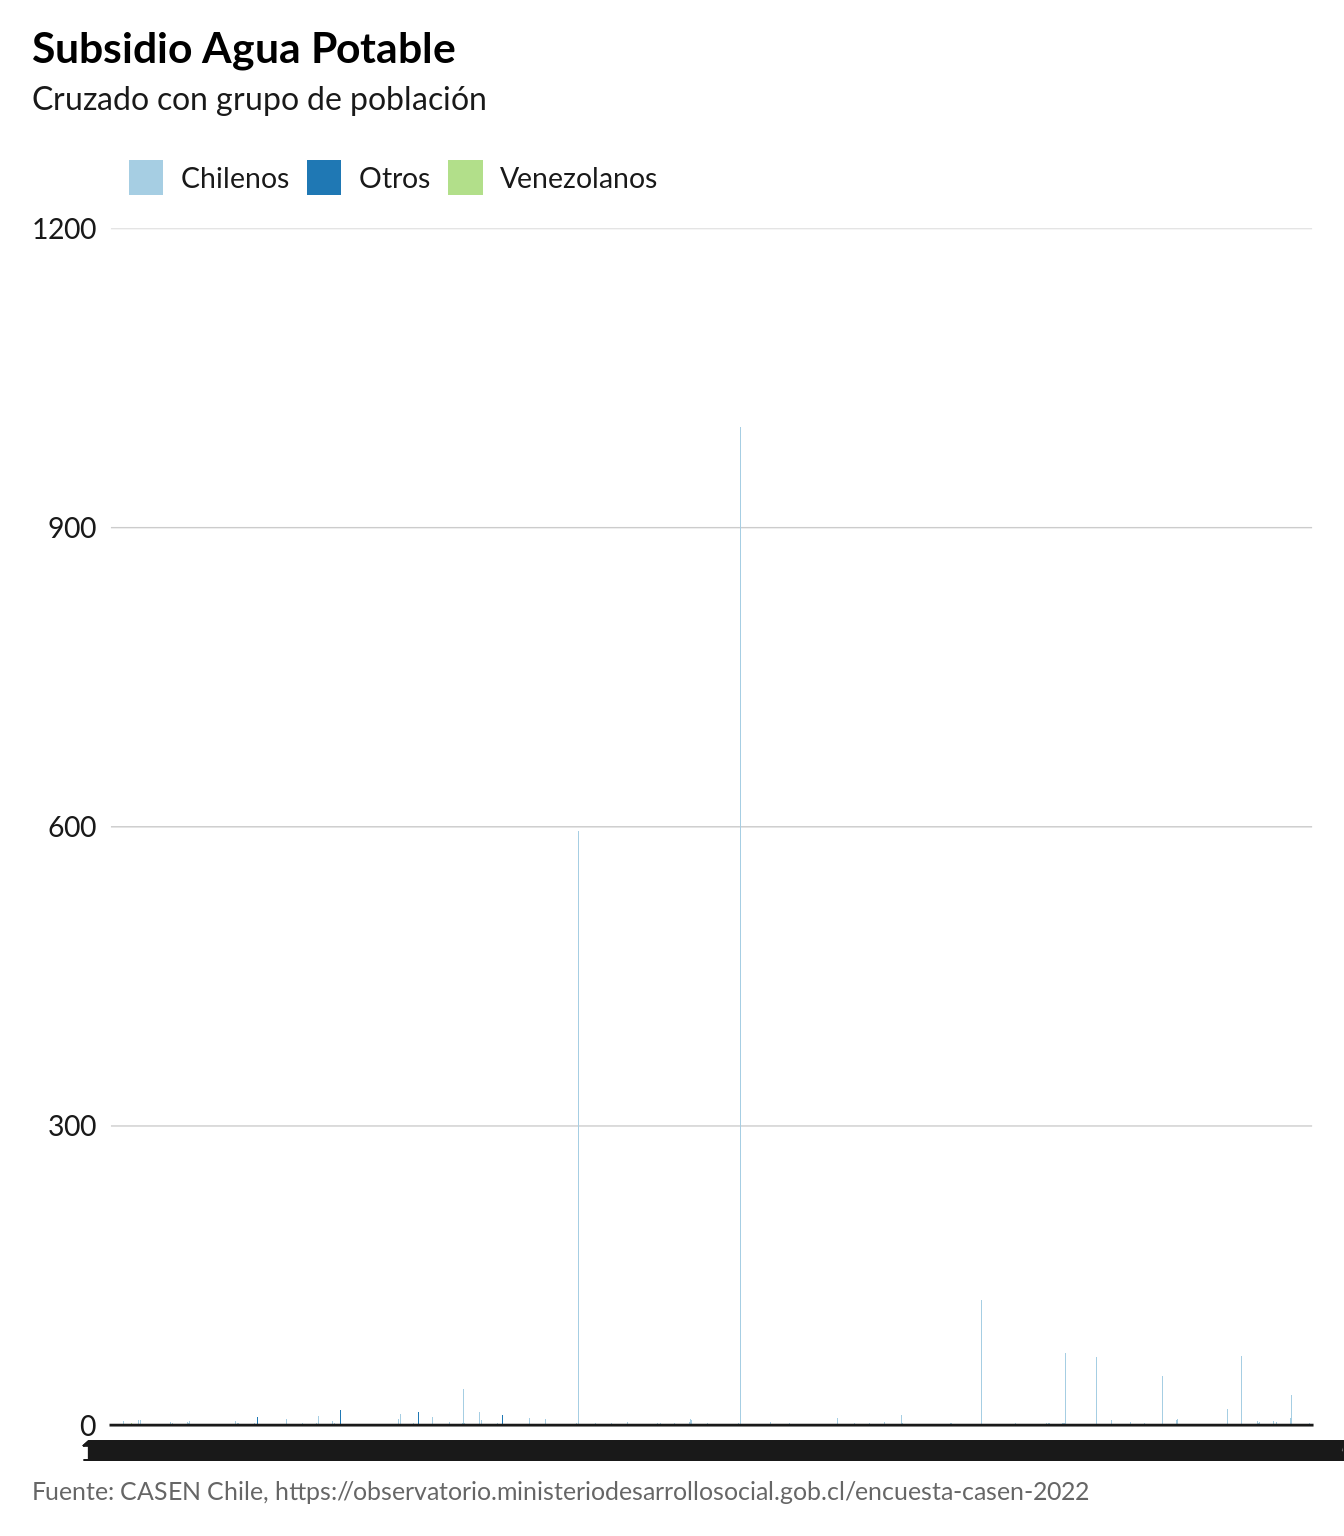 Subsidio Agua Potable
Cruzado con grupo de población
Chilenos Otros Venezolanos
1200
900
600
300
0
Fuente: CASEN Chile, https://observatorio.ministeriodesarrollosocial.gob.cl/encuesta-casen-2022